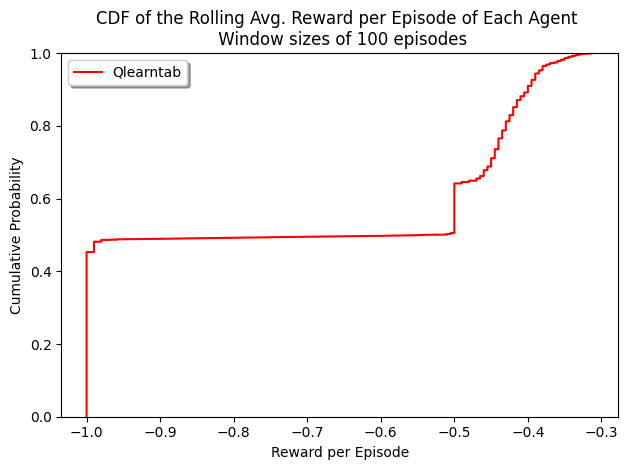 CDF of the Rolling Avg. Reward per Episode of Each Agent
Window sizes of 100 episodes
Qlearntab
Cumulative Probability
1.0
0.8
0.6
0.4
0.2
0.0
−1.0 −0.9 −0.8 −0.7 −0.6 −0.5 −0.4 −0.3
Reward per Episode